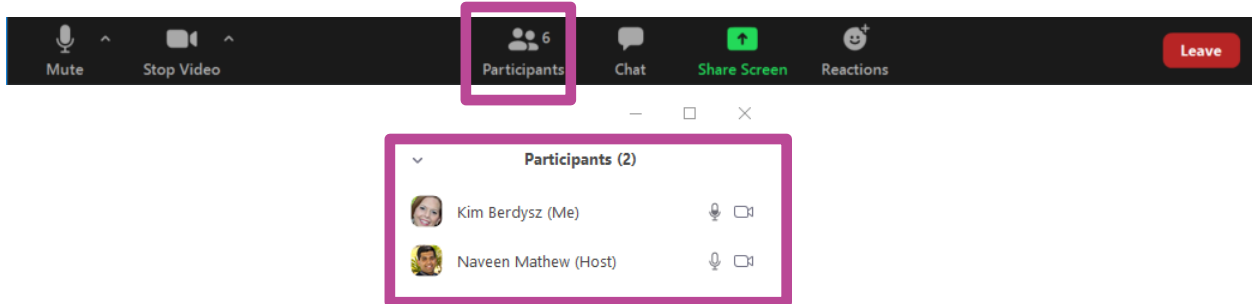 6
Mute Stop Video Participants Chat Share Screen Reactions Leave
Participants (2)
Kim Berdysz (Me)
Naveen Mathew (Host)